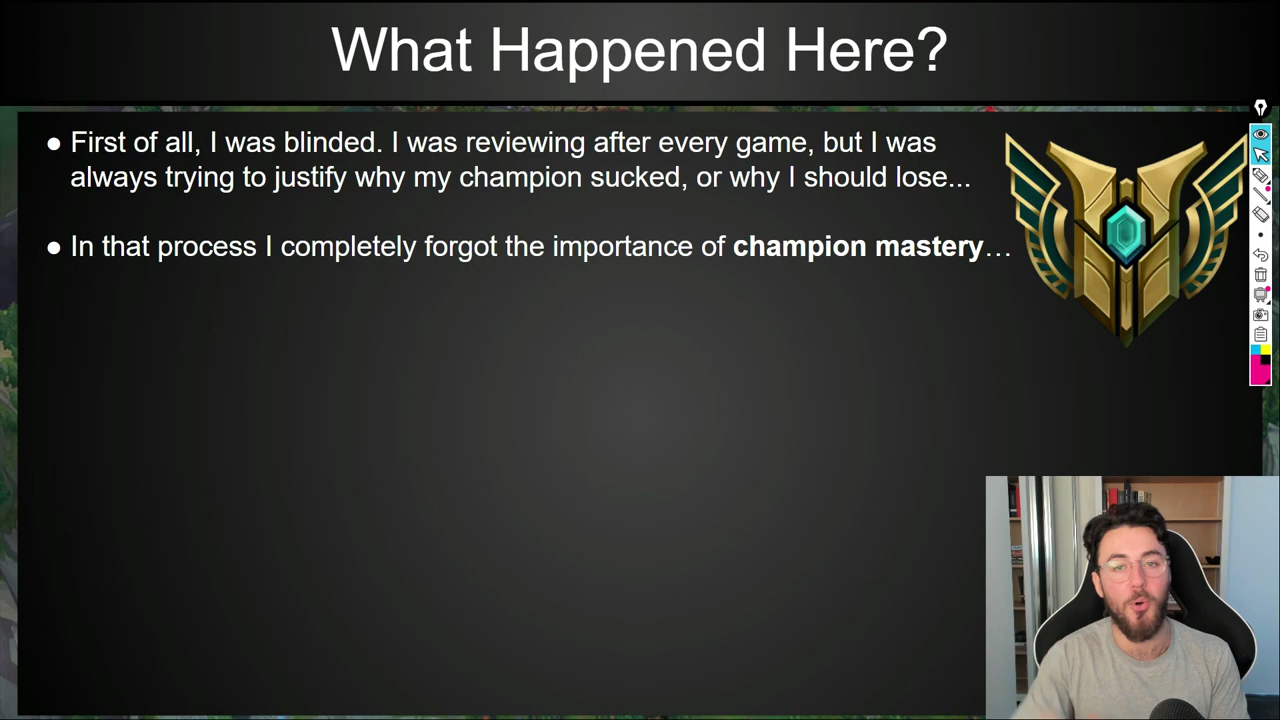 What Happened Here?
● First of all, I was blinded. I was reviewing after every game, but I was
always trying to justify why my champion sucked, or why I should lose...
● In that process I completely forgot the importance of champion mastery…